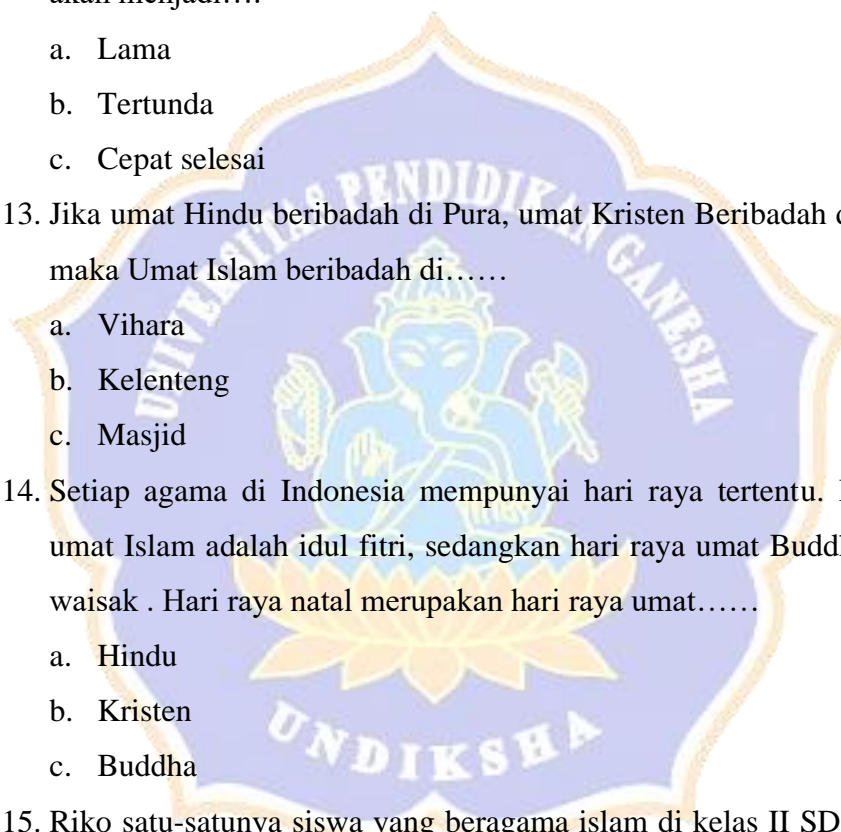 akan menjadi….
a. Lama
b. Tertunda
c. Cepat selesai
13. Jika umat Hindu beribadah di Pura, umat Kristen Beribadah
maka Umat Islam beribadah di……
a. Vihara
b. Kelenteng
c. Masjid
14. Setiap agama di Indonesia mempunyai hari raya tertentu.
umat Islam adalah idul fitri, sedangkan hari raya umat
waisak . Hari raya natal merupakan hari raya umat……
a. Hindu
b. Kristen
c. Buddha
15. Riko satu-satunya siswa yang beragama islam di kelas II SD
UNIVERSITAS PENDIDIKAN GANESHA
UNDIKSHA